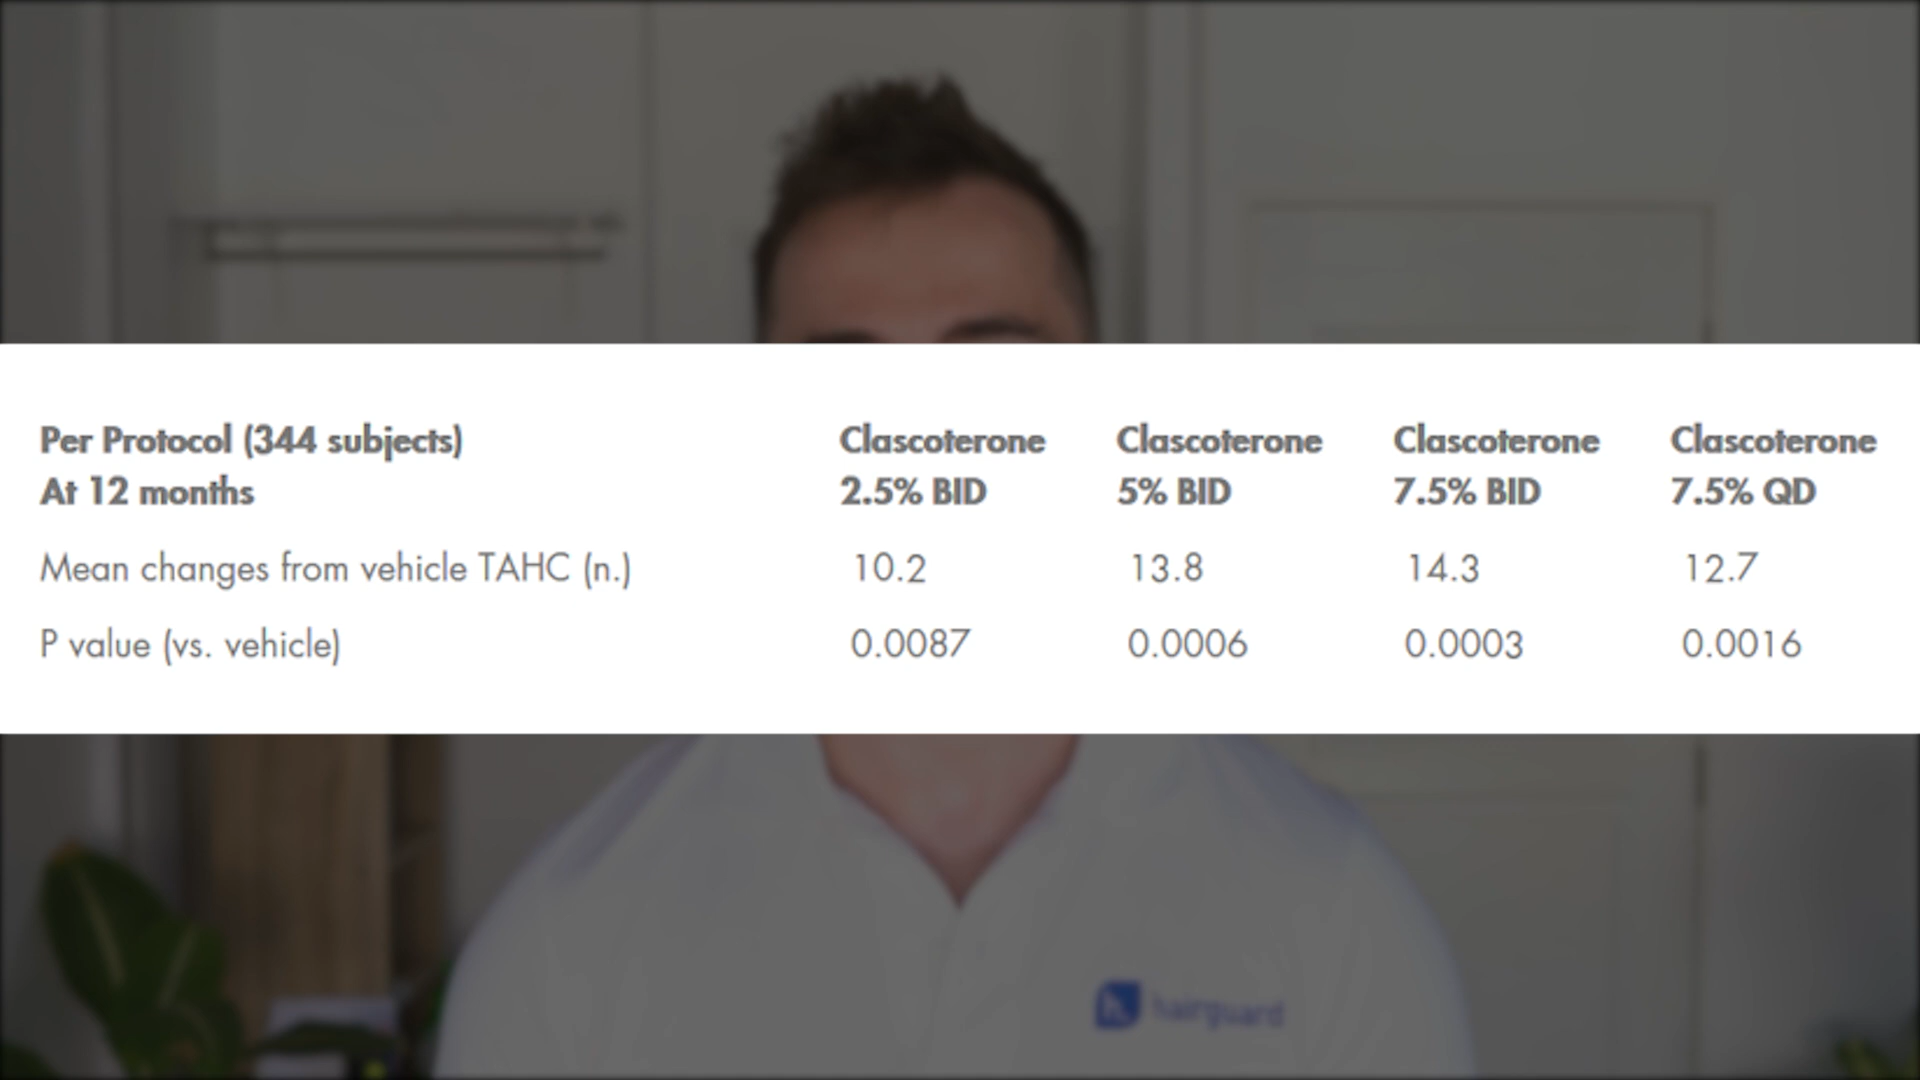 Per Protocol (344 subjects) Clascoterone Clascoterone Clascoterone Clascoterone
At 12 months 2.5% BID 5% BID 7.5% BID 7.5% QD
Mean changes from vehicle TAHC (n.) 10.2 13.8 14.3 12.7
P value (vs. vehicle) 0.0087 0.0006 0.0003 0.0016
h hairguard